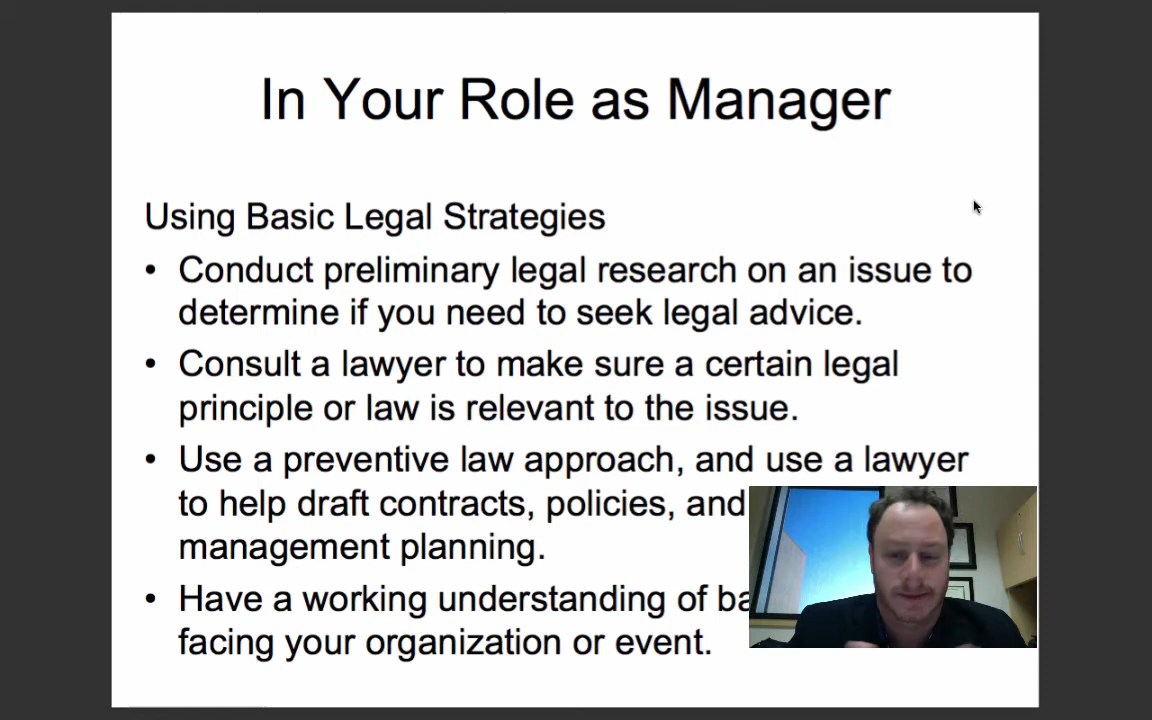 In Your Role as Manager
Using Basic Legal Strategies
• Conduct preliminary legal research on an issue to
determine if you need to seek legal advice.
• Consult a lawyer to make sure a certain legal
principle or law is relevant to the issue.
• Use a preventive law approach, and use a lawyer
to help draft contracts, policies, and
management planning.
• Have a working understanding of
facing your organization or event.